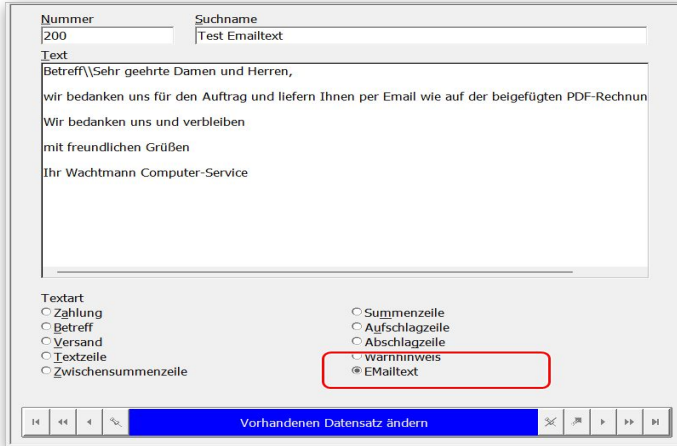 Nummer
Suchname
200
Test Emailtext
Text
Betreff\\Sehr geehrte Damen und Herren,
wir bedanken uns für den Auftrag und liefern Ihnen per Email wie auf der beigefügten PDF-Rechnun
Wir bedanken uns und verbleiben
mit freundlichen Grüßen
Ihr Wachtmann Computer-Service
Textart
Zahlung
Betreff
Versand
Textzeile
Zwischensummenzeile
Summenzeile
Aufschlagzeile
Abschlagzeile
Warnhinweis
EMailtext
Vorhandenen Datensatz ändern